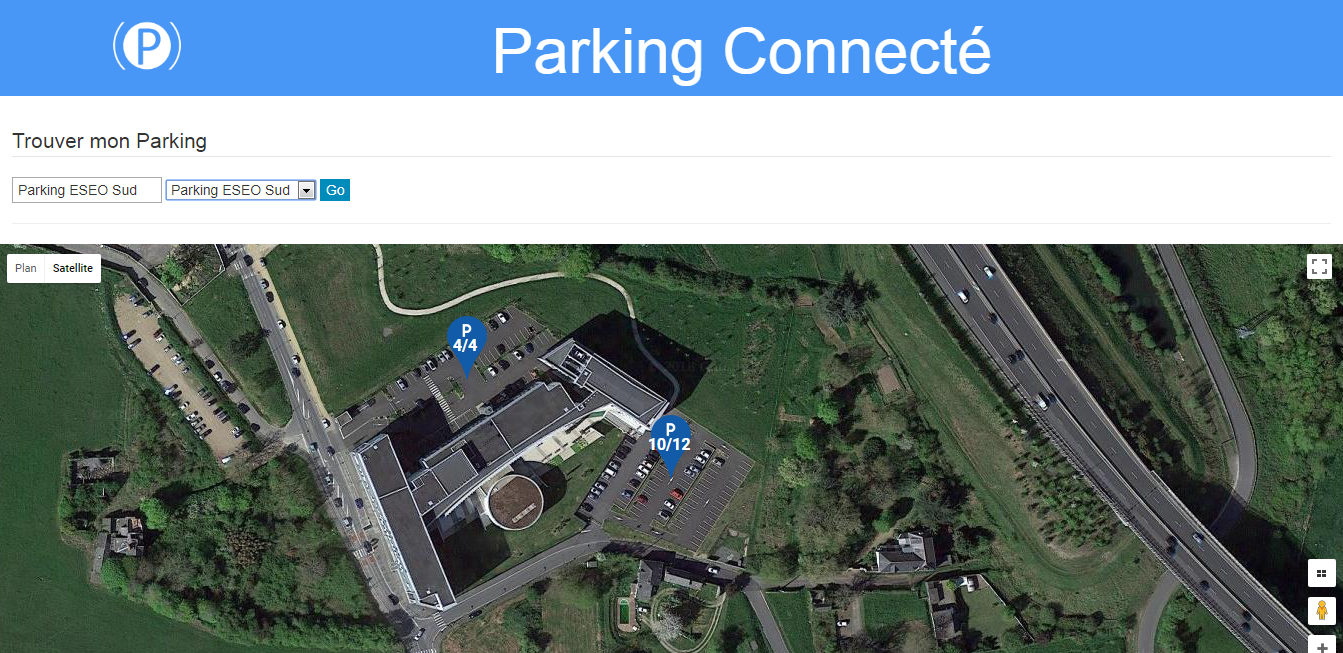 P
Parking Connecté
Trouver mon Parking
Parking ESEO Sud
Parking ESEO Sud
Go
Plan
Satellite
P
4/4
P
10/12